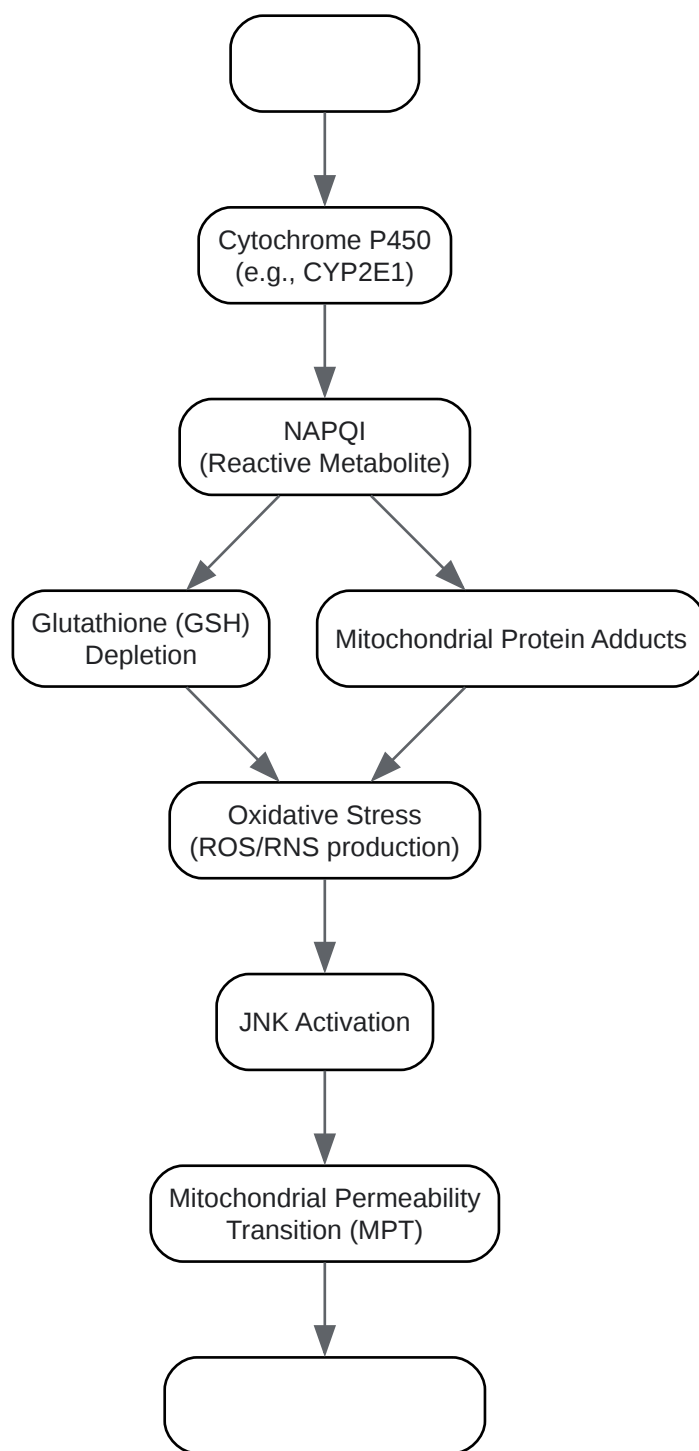 Cytochrome P450
(e.g., CYP2E1)
NAPQI
(Reactive Metabolite)
Glutathione (GSH)
Depletion
Mitochondrial Protein Adducts
Oxidative Stress
(ROS/RNS production)
JNK Activation
Mitochondrial Permeability
Transition (MPT)